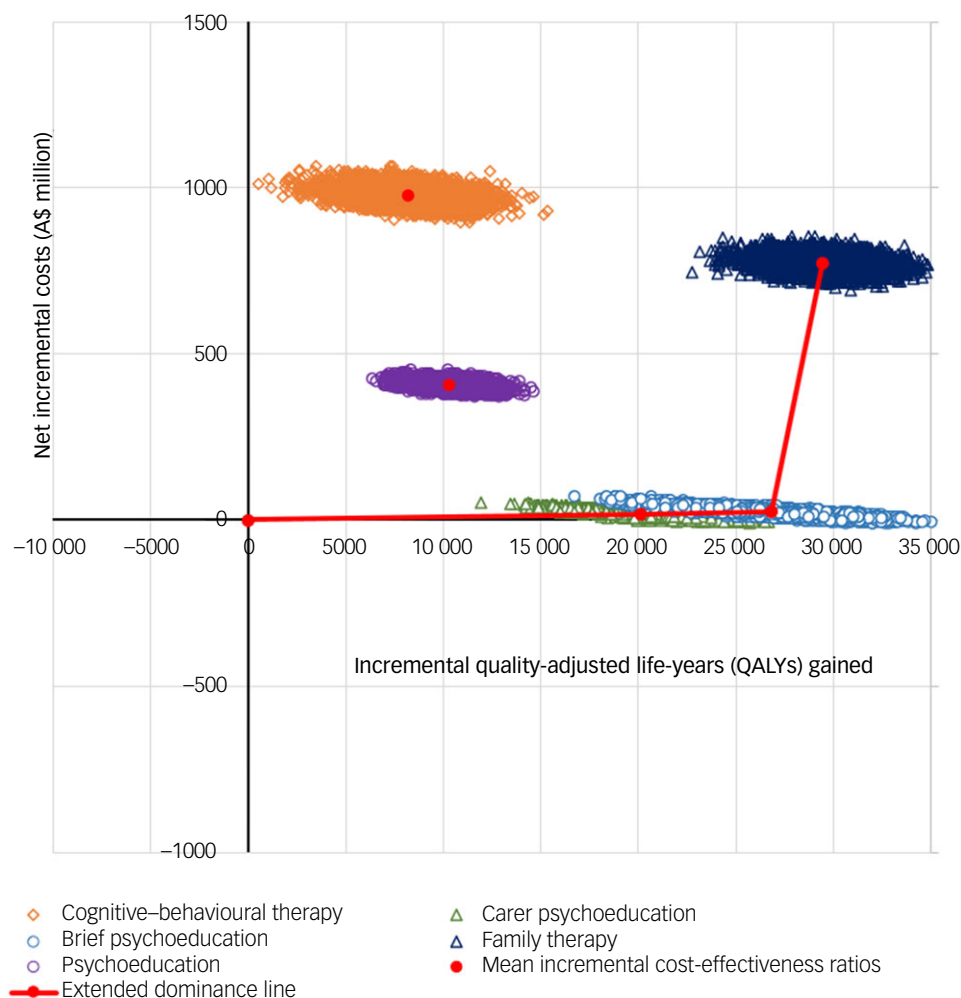 1500
1000
500
0
−10 000 −5000 0 5000 10 000 15 000 20 000 25 000 30 000 35 000
−500
−1000
Net incremental costs (A$ million)
Incremental quality-adjusted life-years (QALYs) gained
Cognitive–behavioural therapy
Brief psychoeducation
Psychoeducation
Extended dominance line
Carer psychoeducation
Family therapy
Mean incremental cost-effectiveness ratios